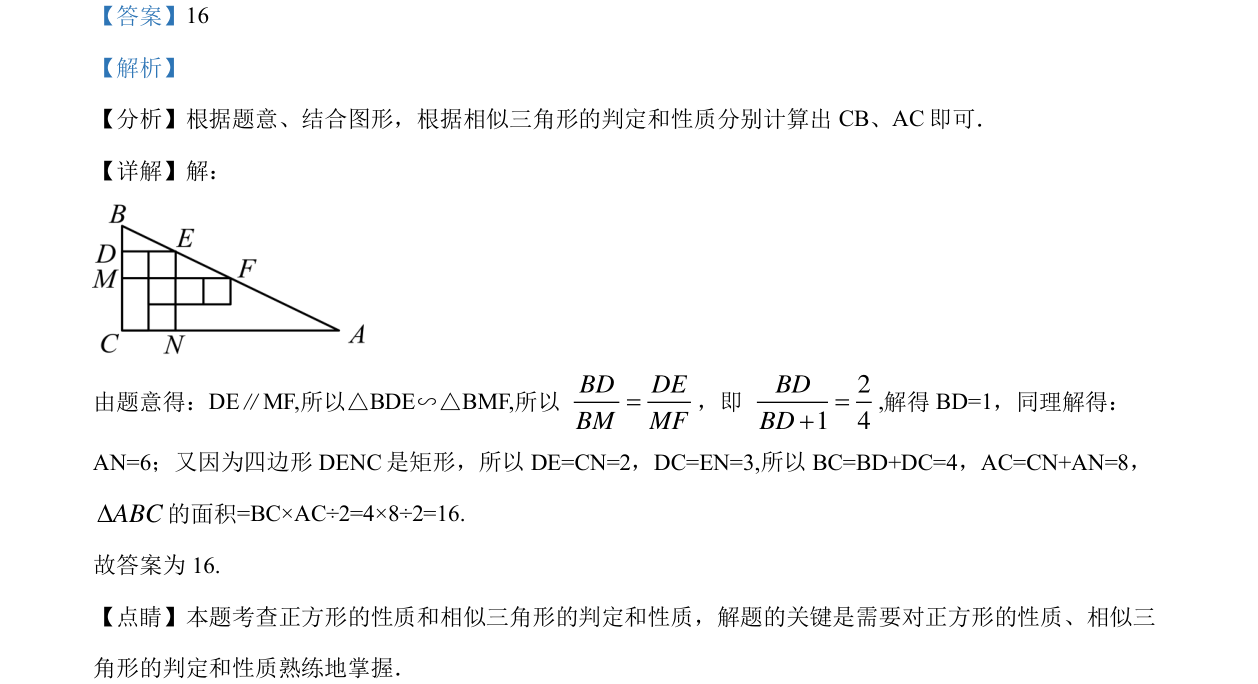 【答案】16
【解析】
【分析】根据题意、结合图形，根据相似三角形的判定和性质分别计算出 CB、AC 即可．
【详解】解：
B
D
E
M
F
C
N
A
由题意得：DE∥MF,所以△BDE∽△BMF,所以 BD/BM = DE/MF ，即 BD/(BD+1) = 2/4 ,解得 BD=1，同理解得：
AN=6；又因为四边形 DENC 是矩形，所以 DE=CN=2，DC=EN=3,所以 BC=BD+DC=4，AC=CN+AN=8，
ΔABC 的面积=BC×AC÷2=4×8÷2=16.
故答案为 16.
【点睛】本题考查正方形的性质和相似三角形的判定和性质，解题的关键是需要对正方形的性质、相似三
角形的判定和性质熟练地掌握．